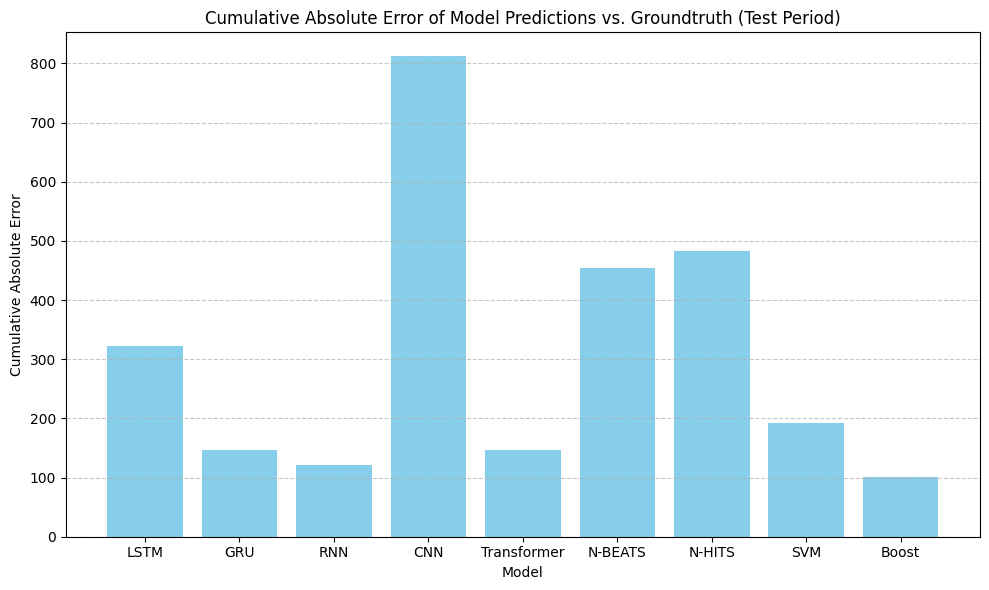 Cumulative Absolute Error of Model Predictions vs. Groundtruth (Test Period)
Cumulative Absolute Error
800
700
600
500
400
300
200
100
0
LSTM GRU RNN CNN Transformer N-BEATS N-HITS SVM Boost
Model